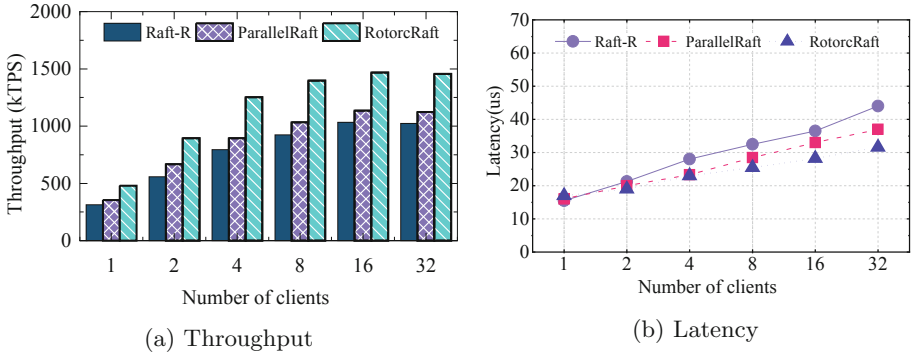 Raft-R ParallelRaft RotorcRaft
2000
1500
1000
500
0
Throughput (kTPS)
1 2 4 8 16 32
Number of clients
(a) Throughput
Raft-R ParallelRaft RotorcRaft
70
60
50
40
30
20
10
0
Latency(us)
1 2 4 8 16 32
Number of clients
(b) Latency